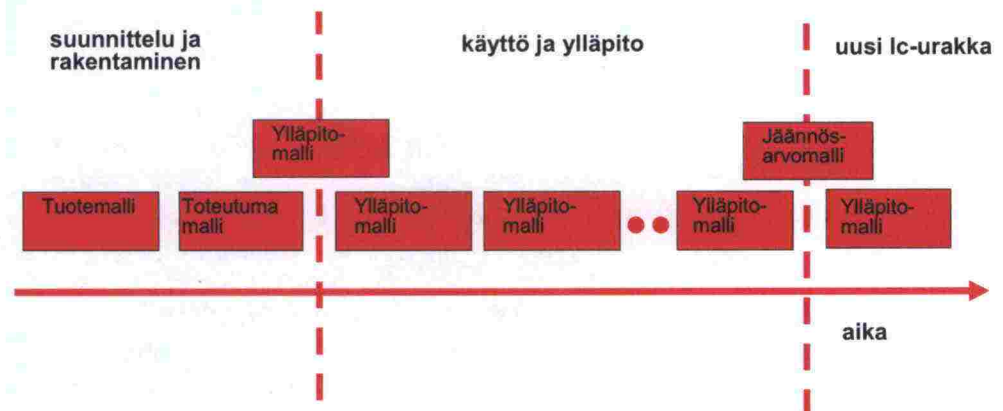 suunnittelu ja
rakentaminen
käyttö ja ylläpito
uusi lc-urakka
Ylläpito-
malli
Jäännös-
arvomalli
Tuotemalli
Toteutuma
malli
Ylläpito-
malli
Ylläpito-
malli
Ylläpito-
malli
Ylläpito-
malli
aika